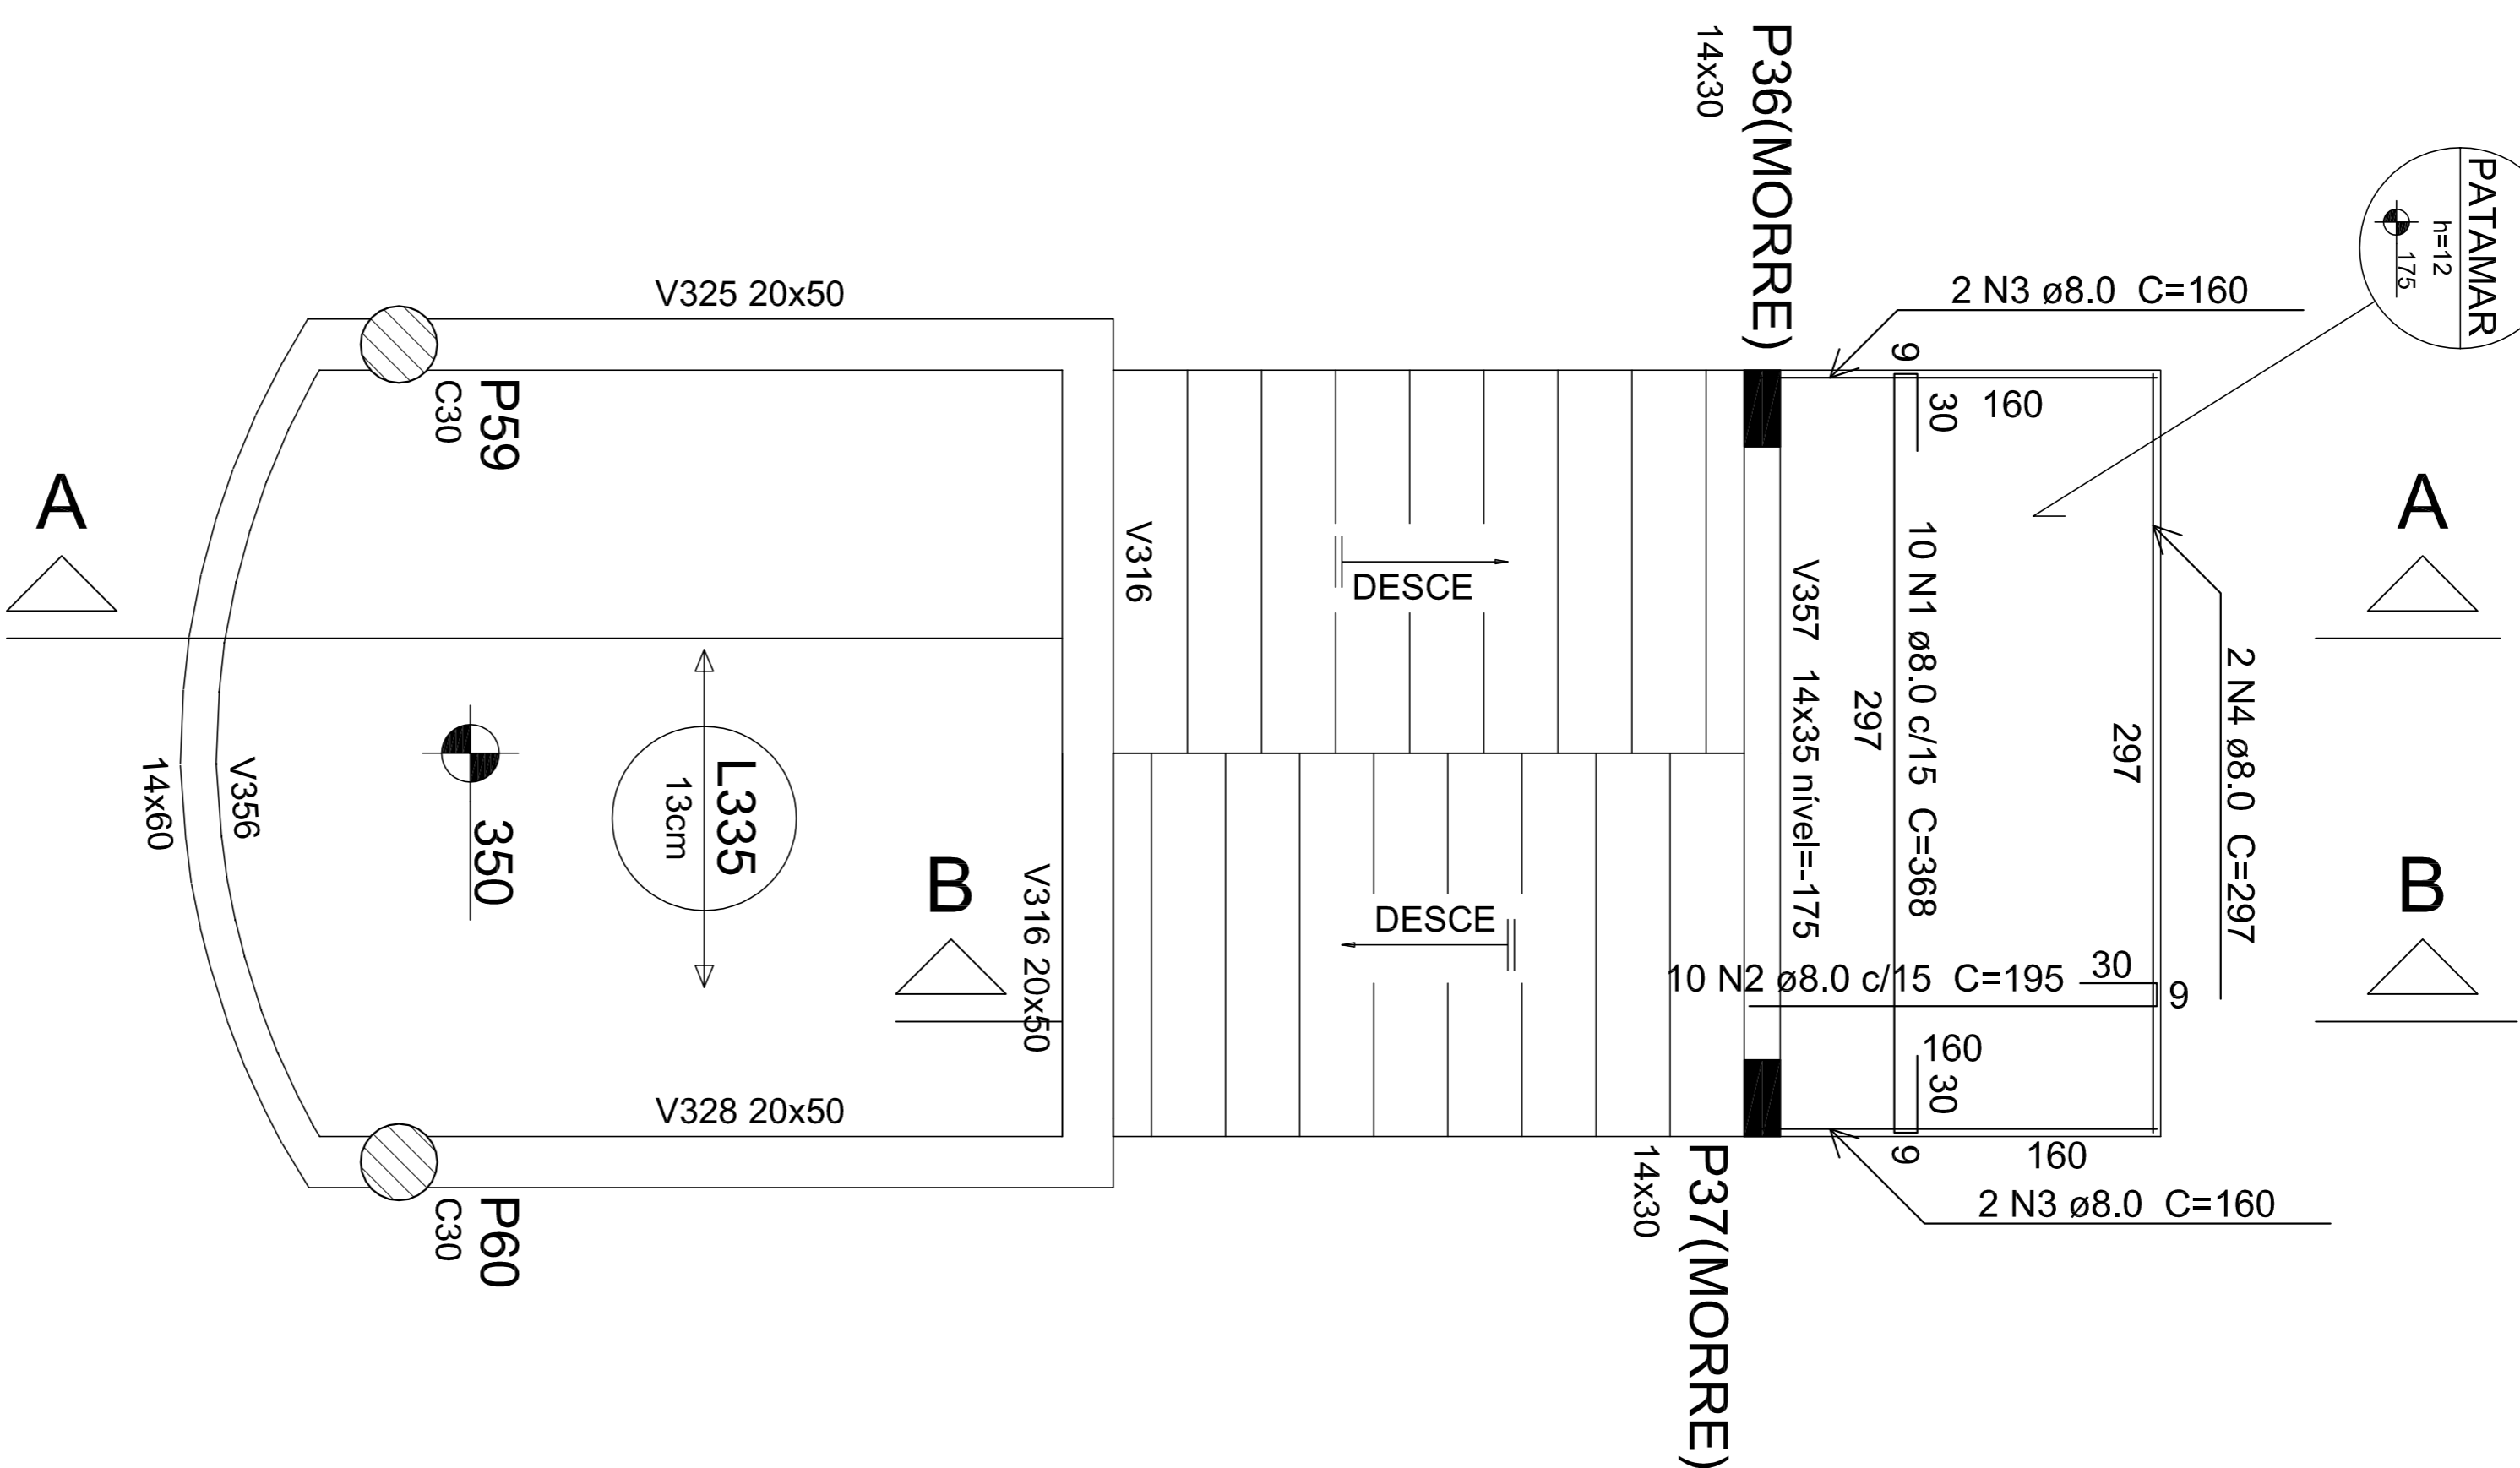 P36(MORRE)
14x30
PATAMAR
h=12
175
2 N3 ø8.0  C=160
9
30
160
V325 20x50
P59
C30
A
A
V316
DESCE
V357  14x35 nível=-175
10 N1 ø8.0 c/15  C=368
297
297
2 N4 ø8.0  C=297
V356
14x60
350
L335
13cm
B
V316 20x50
DESCE
B
10 N2 ø8.0 c/15  C=195
30
9
160
30
9
160
V328 20x50
P60
C30
P37(MORRE)
14x30
2 N3 ø8.0  C=160